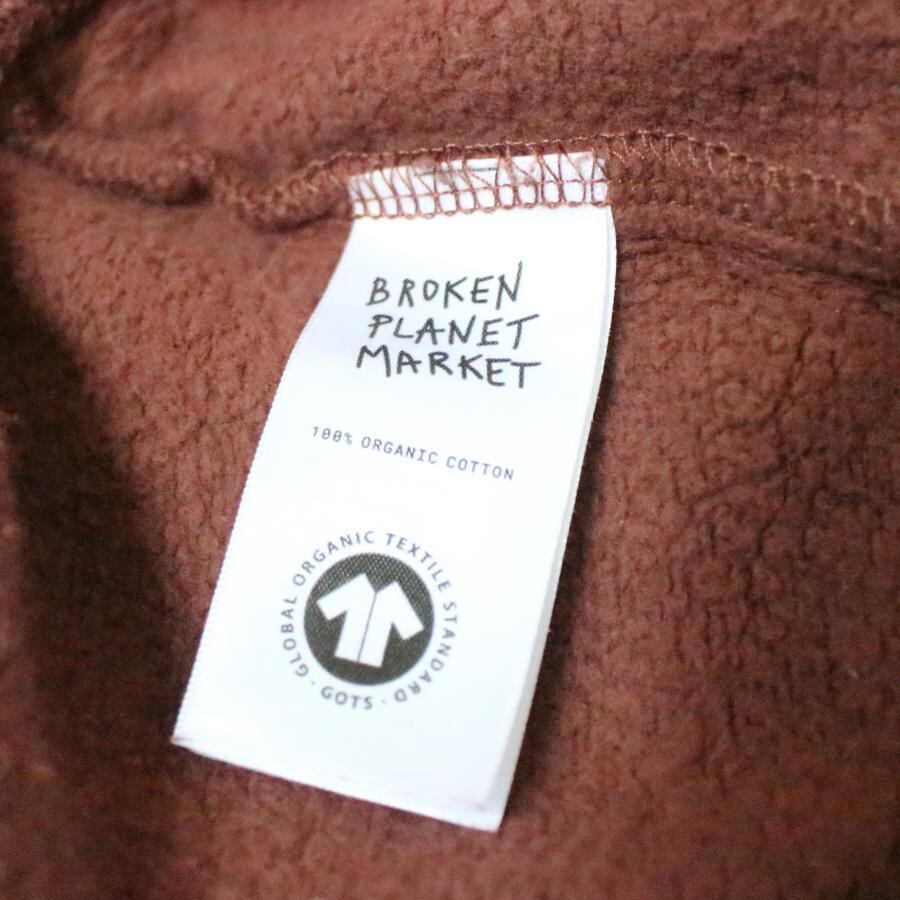 BROKEN
PLANET
MARKET
100% ORGANIC COTTON
GLOBAL ORGANIC TEXTILE STANDARD · GOTS ·